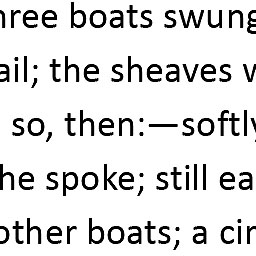 hree boats swung
ail; the sheaves w
so, then:—softly
he spoke; still ea
other boats; a cir